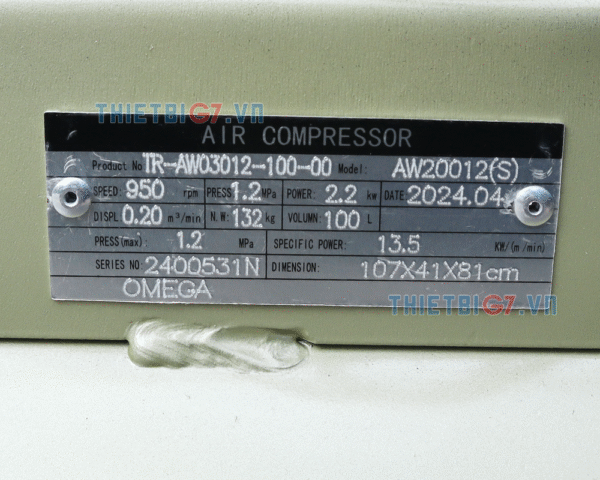 THIETBIG7.VN
AIR COMPRESSOR
Product No TR-AW03012-100-00 Model: AW20012(S)
SPEED: 950 rpm PRESS: 1.2 MPa POWER: 2.2 kw DATE: 2024.04
DISPL 0.20 m³/min N.W: 132 kg VOLUMN: 100 L
PRESS(max): 1.2 MPa SPECIFIC POWER: 13.5 KW/(m /min)
SERIES NO: 2400531N DIMENSION: 107X41X81cm
OMEGA
THIETBIG7.VN